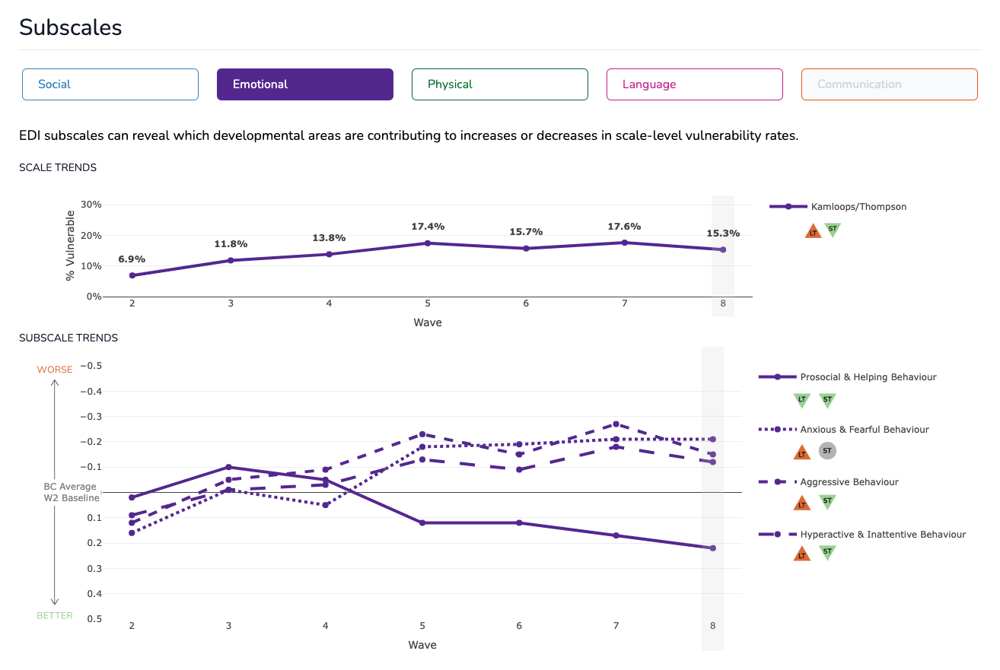 Subscales
Social
Emotional
Physical
Language
Communication
EDI subscales can reveal which developmental areas are contributing to increases or decreases in scale-level vulnerability rates.
SCALE TRENDS
% Vulnerable
30%
20%
10%
0%
6.9%
11.8%
13.8%
17.4%
15.7%
17.6%
15.3%
2 3 4 5 6 7 8
Wave
Kamloops/Thompson
LT ST
SUBSCALE TRENDS
WORSE
BC Average
W2 Baseline
BETTER
−0.5
−0.4
−0.3
−0.2
−0.1
0.1
0.2
0.3
0.4
0.5
2 3 4 5 6 7 8
Wave
Prosocial & Helping Behaviour
LT ST
Anxious & Fearful Behaviour
LT ST
Aggressive Behaviour
LT ST
Hyperactive & Inattentive Behaviour
LT ST